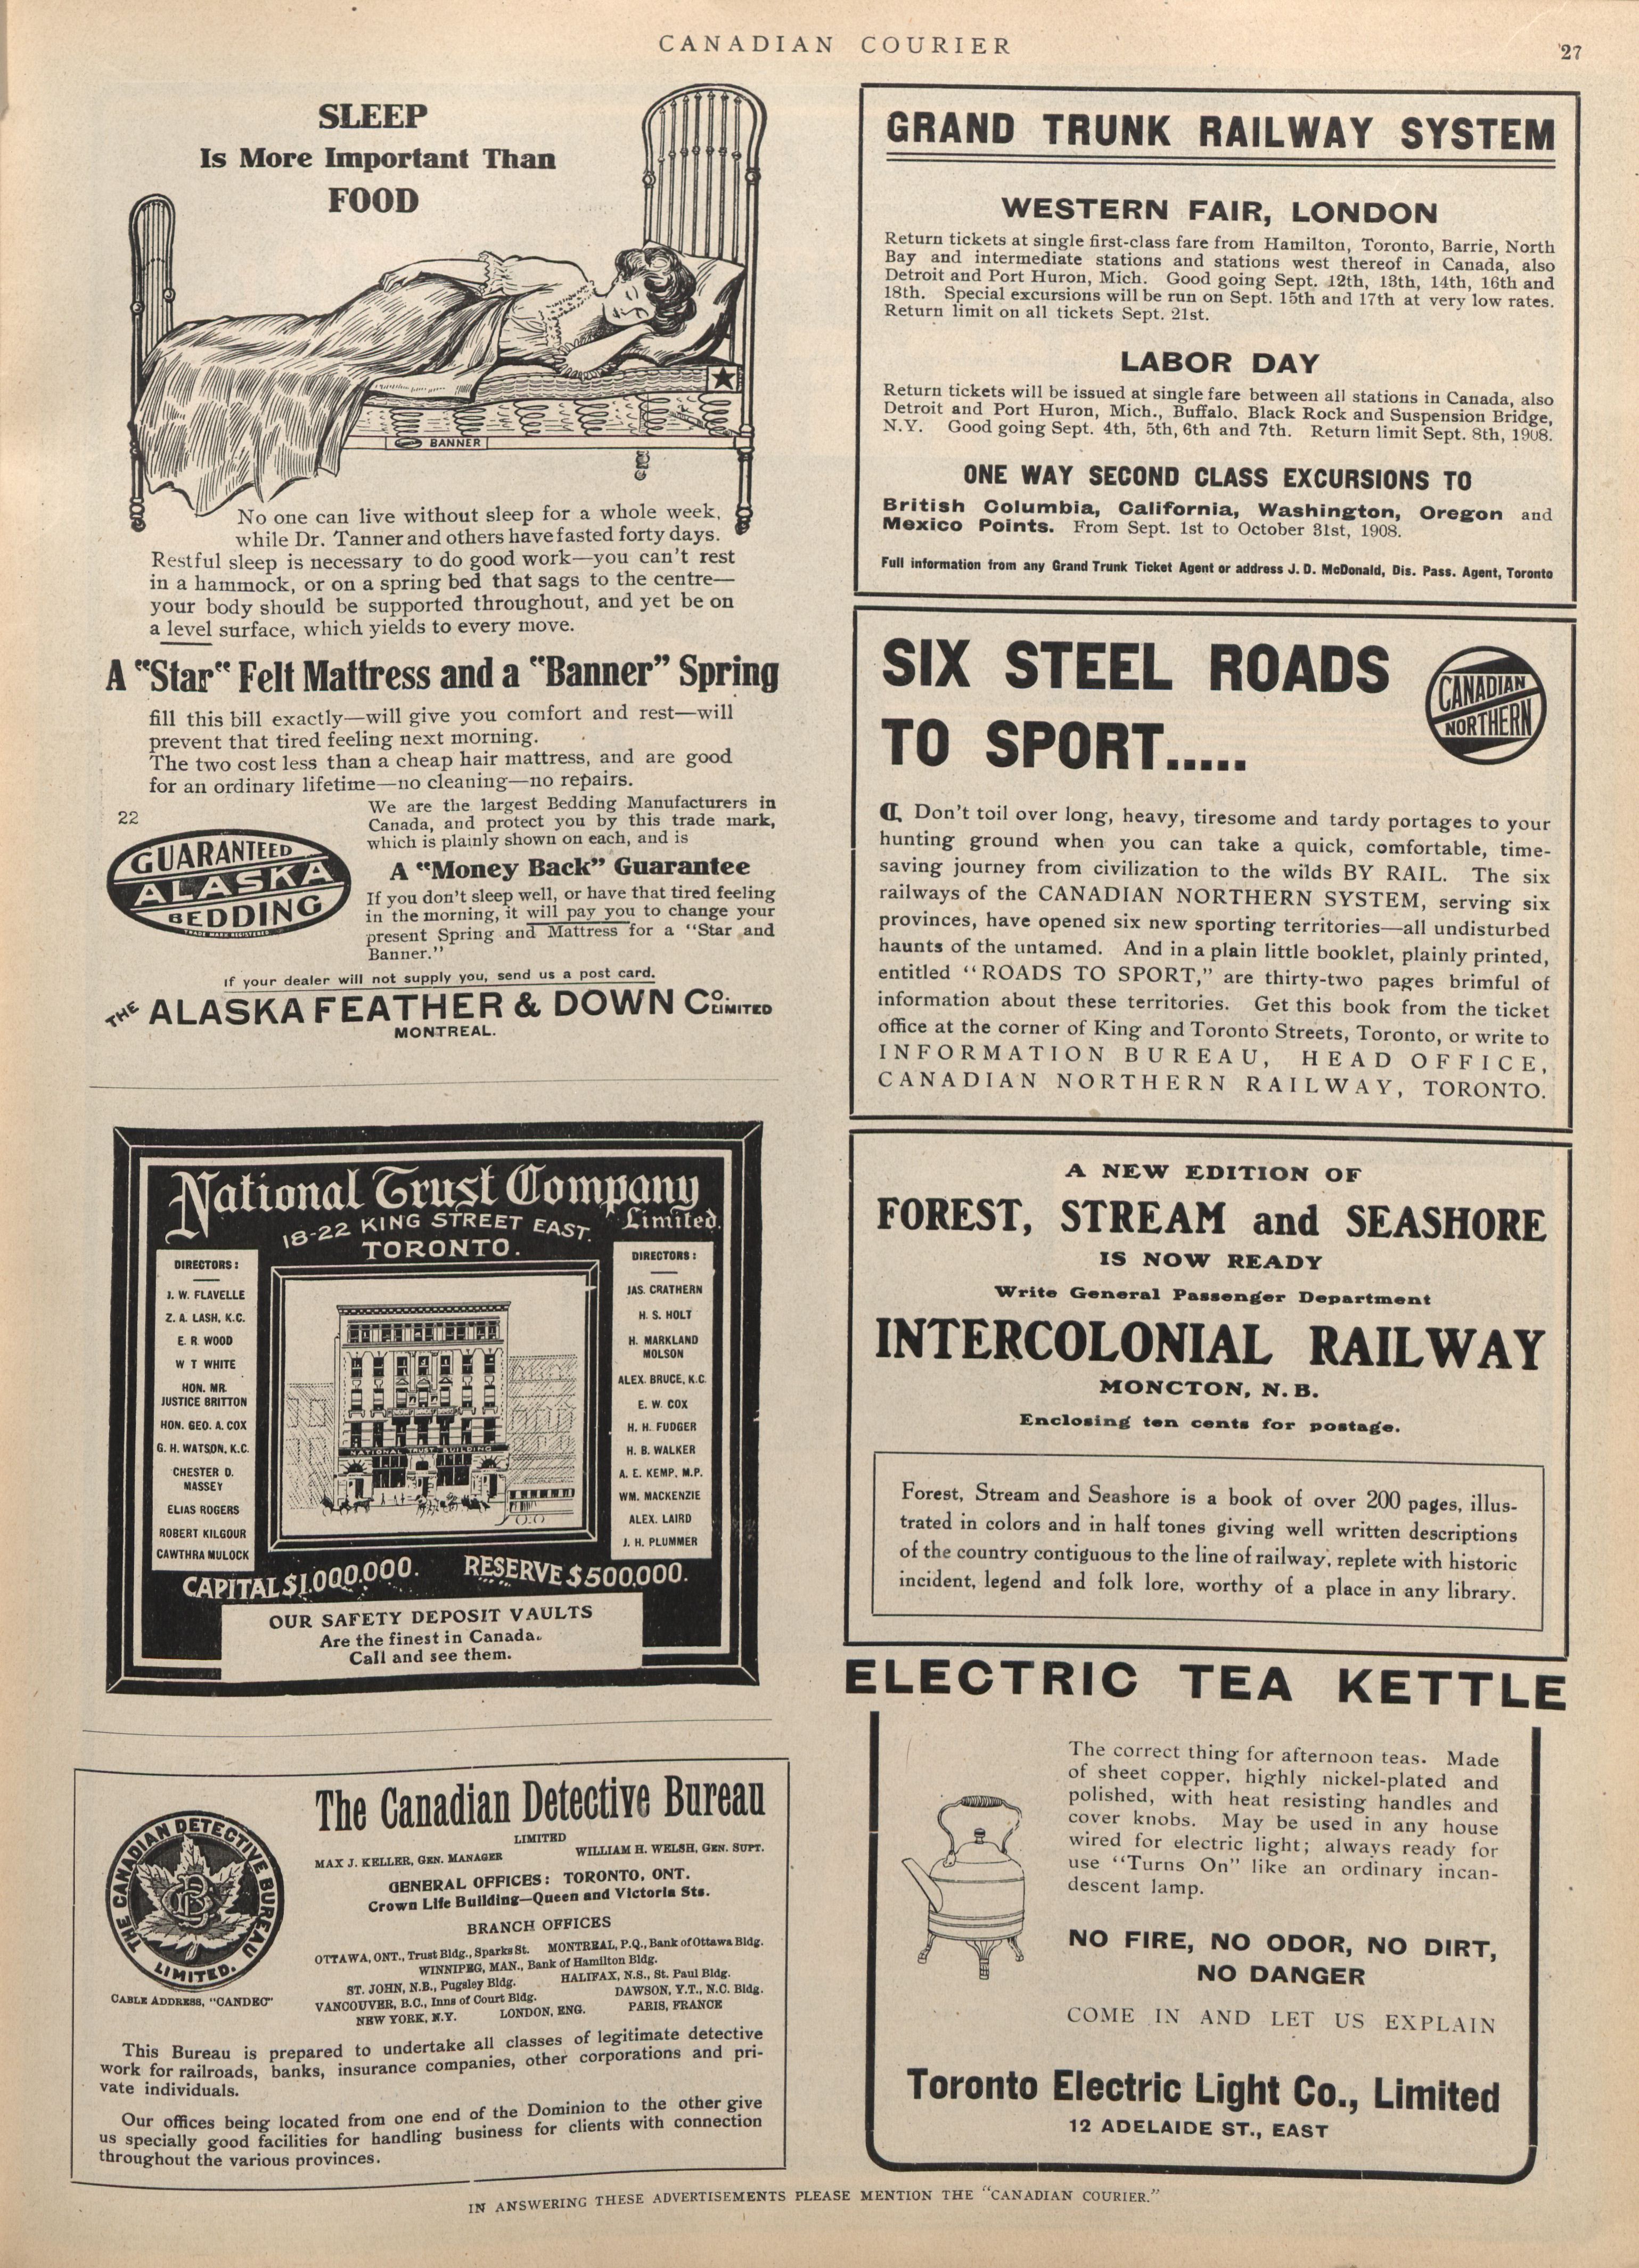 CANADIAN COURIER
27
SLEEP
Is More Important Than
FOOD
BANNER
No one can live without sleep for a whole week,
while Dr. Tanner and others have fasted forty days.
Restful sleep is necessary to do good work—you can't rest
in a hammock, or on a spring bed that sags to the centre—
your body should be supported throughout, and yet be on
a level surface, which yields to every move.
A "Star" Felt Mattress and a "Banner" Spring
fill this bill exactly—will give you comfort and rest—will
prevent that tired feeling next morning.
The two cost less than a cheap hair mattress, and are good
for an ordinary lifetime—no cleaning—no repairs.
22
GUARANTEED
ALASKA
BEDDING
TRADE MARK REGISTERED
We are the largest Bedding Manufacturers in
Canada, and protect you by this trade mark,
which is plainly shown on each, and is
A "Money Back" Guarantee
If you don't sleep well, or have that tired feeling
in the morning, it will pay you to change your
present Spring and Mattress for a "Star and
Banner."
If your dealer will not supply you, send us a post card.
THE ALASKA FEATHER & DOWN Co. LIMITED
MONTREAL.
National Trust Company
Limited.
18-22 KING STREET EAST.
TORONTO.
DIRECTORS:
J. W. FLAVELLE
Z. A. LASH, K.C.
E. R. WOOD
W T WHITE
HON. MR.
JUSTICE BRITTON
HON. GEO. A. COX
G. H. WATSON, K.C.
CHESTER D.
MASSEY
ELIAS ROGERS
ROBERT KILGOUR
CAWTHRA MULOCK
NATIONAL TRUST BUILDING
DIRECTORS:
JAS. CRATHERN
H. S. HOLT
H. MARKLAND
MOLSON
ALEX. BRUCE, K.C.
E. W. COX
H. H. FUDGER
H. B. WALKER
A. E. KEMP, M.P.
WM. MACKENZIE
ALEX. LAIRD
J. H. PLUMMER
CAPITAL $1,000,000. RESERVE $500,000.
OUR SAFETY DEPOSIT VAULTS
Are the finest in Canada.
Call and see them.
THE CANADIAN DETECTIVE BUREAU
LIMITED.
CABLE ADDRESS, "CANDEC"
The Canadian Detective Bureau
LIMITED
MAX J. KELLER, GEN. MANAGER WILLIAM H. WELSH, GEN. SUPT.
GENERAL OFFICES: TORONTO, ONT.
Crown Life Building—Queen and Victoria Sts.
BRANCH OFFICES
OTTAWA, ONT., Trust Bldg., Sparks St. MONTREAL, P.Q., Bank of Ottawa Bldg.
WINNIPEG, MAN., Bank of Hamilton Bldg.
ST. JOHN, N.B., Pugsley Bldg. HALIFAX, N.S., St. Paul Bldg.
VANCOUVER, B.C., Inns of Court Bldg. DAWSON, Y.T., N.C. Bldg.
NEW YORK, N.Y. LONDON, ENG. PARIS, FRANCE
This Bureau is prepared to undertake all classes of legitimate detective
work for railroads, banks, insurance companies, other corporations and pri-
vate individuals.
Our offices being located from one end of the Dominion to the other give
us specially good facilities for handling business for clients with connection
throughout the various provinces.
GRAND TRUNK RAILWAY SYSTEM
WESTERN FAIR, LONDON
Return tickets at single first-class fare from Hamilton, Toronto, Barrie, North
Bay and intermediate stations and stations west thereof in Canada, also
Detroit and Port Huron, Mich. Good going Sept. 12th, 13th, 14th, 16th and
18th. Special excursions will be run on Sept. 15th and 17th at very low rates.
Return limit on all tickets Sept. 21st.
LABOR DAY
Return tickets will be issued at single fare between all stations in Canada, also
Detroit and Port Huron, Mich., Buffalo, Black Rock and Suspension Bridge,
N.Y. Good going Sept. 4th, 5th, 6th and 7th. Return limit Sept. 8th, 1908.
ONE WAY SECOND CLASS EXCURSIONS TO
British Columbia, California, Washington, Oregon and
Mexico Points. From Sept. 1st to October 31st, 1908.
Full information from any Grand Trunk Ticket Agent or address J. D. McDonald, Dis. Pass. Agent, Toronto
SIX STEEL ROADS
TO SPORT.....
CANADIAN
NORTHERN
¶ Don't toil over long, heavy, tiresome and tardy portages to your
hunting ground when you can take a quick, comfortable, time-
saving journey from civilization to the wilds BY RAIL. The six
railways of the CANADIAN NORTHERN SYSTEM, serving six
provinces, have opened six new sporting territories—all undisturbed
haunts of the untamed. And in a plain little booklet, plainly printed,
entitled "ROADS TO SPORT," are thirty-two pages brimful of
information about these territories. Get this book from the ticket
office at the corner of King and Toronto Streets, Toronto, or write to
INFORMATION BUREAU, HEAD OFFICE,
CANADIAN NORTHERN RAILWAY, TORONTO.
A NEW EDITION OF
FOREST, STREAM and SEASHORE
IS NOW READY
Write General Passenger Department
INTERCOLONIAL RAILWAY
MONCTON, N. B.
Enclosing ten cents for postage.
Forest, Stream and Seashore is a book of over 200 pages, illus-
trated in colors and in half tones giving well written descriptions
of the country contiguous to the line of railway, replete with historic
incident, legend and folk lore, worthy of a place in any library.
ELECTRIC TEA KETTLE
The correct thing for afternoon teas. Made
of sheet copper, highly nickel-plated and
polished, with heat resisting handles and
cover knobs. May be used in any house
wired for electric light; always ready for
use "Turns On" like an ordinary incan-
descent lamp.
NO FIRE, NO ODOR, NO DIRT,
NO DANGER
COME IN AND LET US EXPLAIN
Toronto Electric Light Co., Limited
12 ADELAIDE ST., EAST
IN ANSWERING THESE ADVERTISEMENTS PLEASE MENTION THE "CANADIAN COURIER."